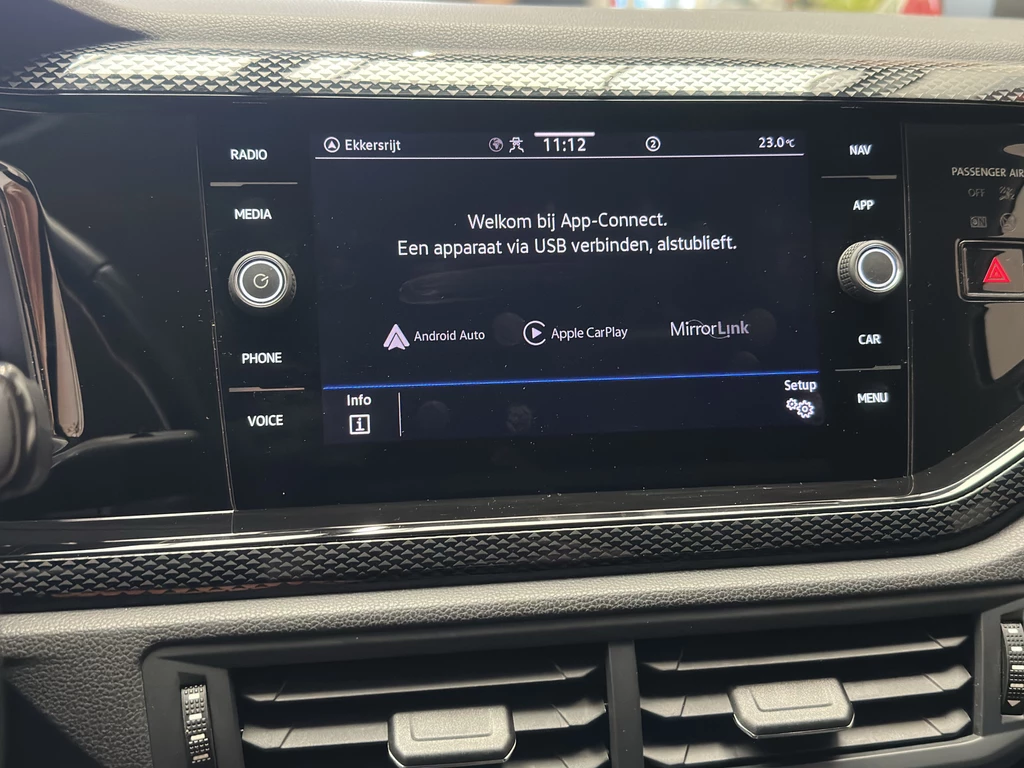 RADIO
MEDIA
PHONE
VOICE
Ekkersrijt
11:12
2
23.0°C
Welkom bij App-Connect.
Een apparaat via USB verbinden, alstublieft.
Android Auto
Apple CarPlay
MirrorLink
Info
i
Setup
NAV
APP
CAR
MENU
PASSENGER AIR
OFF